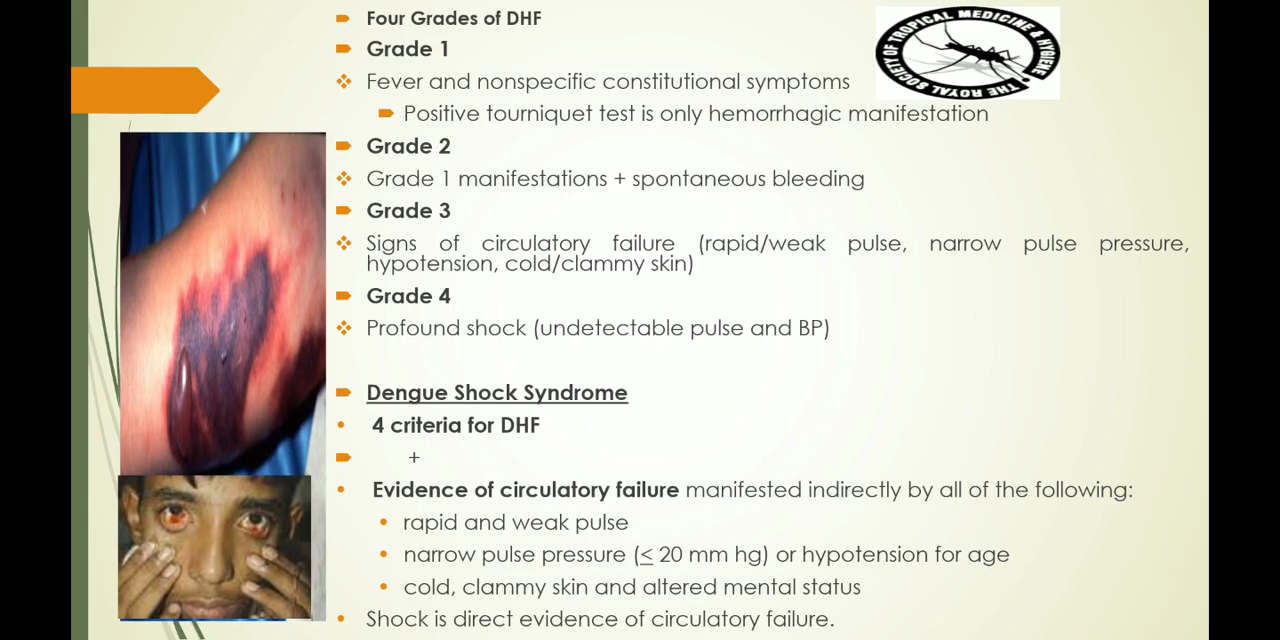 Four Grades of DHF
Grade 1
Fever and nonspecific constitutional symptoms
Positive tourniquet test is only hemorrhagic manifestation
Grade 2
Grade 1 manifestations + spontaneous bleeding
Grade 3
Signs of circulatory failure (rapid/weak pulse, narrow pulse pressure,
hypotension, cold/clammy skin)
Grade 4
Profound shock (undetectable pulse and BP)
Dengue Shock Syndrome
4 criteria for DHF
+
Evidence of circulatory failure manifested indirectly by all of the following:
rapid and weak pulse
narrow pulse pressure (≤ 20 mm hg) or hypotension for age
cold, clammy skin and altered mental status
Shock is direct evidence of circulatory failure.
THE ROYAL SOCIETY OF TROPICAL MEDICINE & HYGIENE